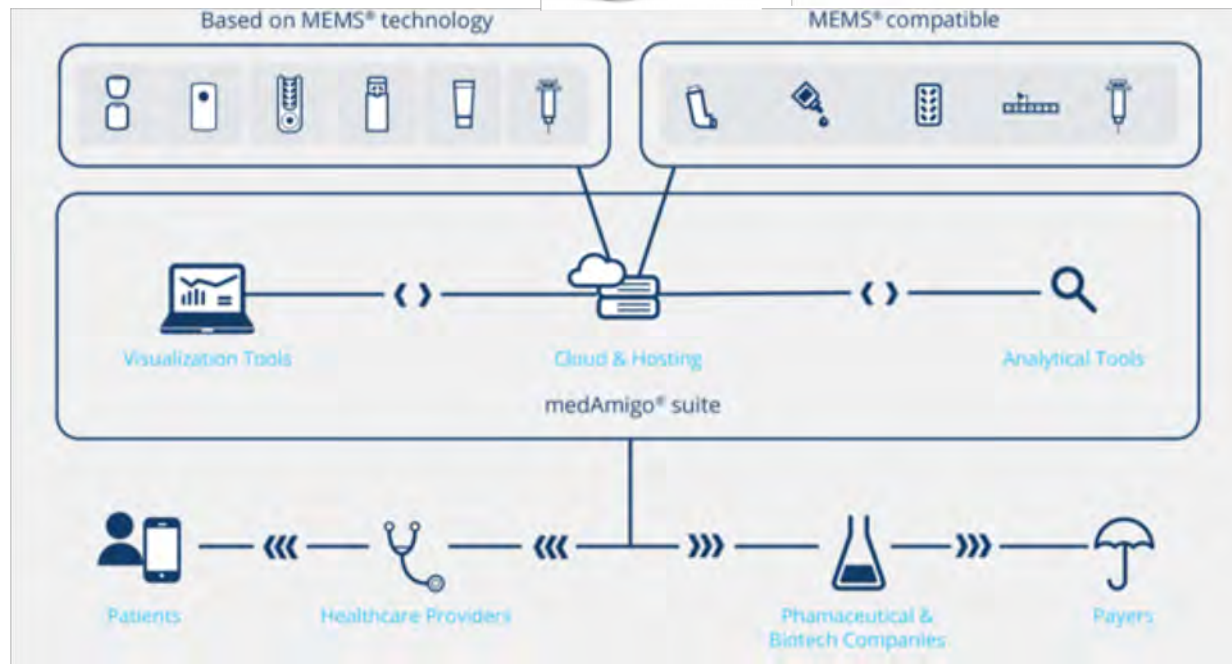 Based on MEMS® technology
MEMS® compatible
Visualization Tools
Cloud & Hosting
Analytical Tools
medAmigo® suite
Patients
Healthcare Providers
Phamaceutical &
Biotech Companies
Payers